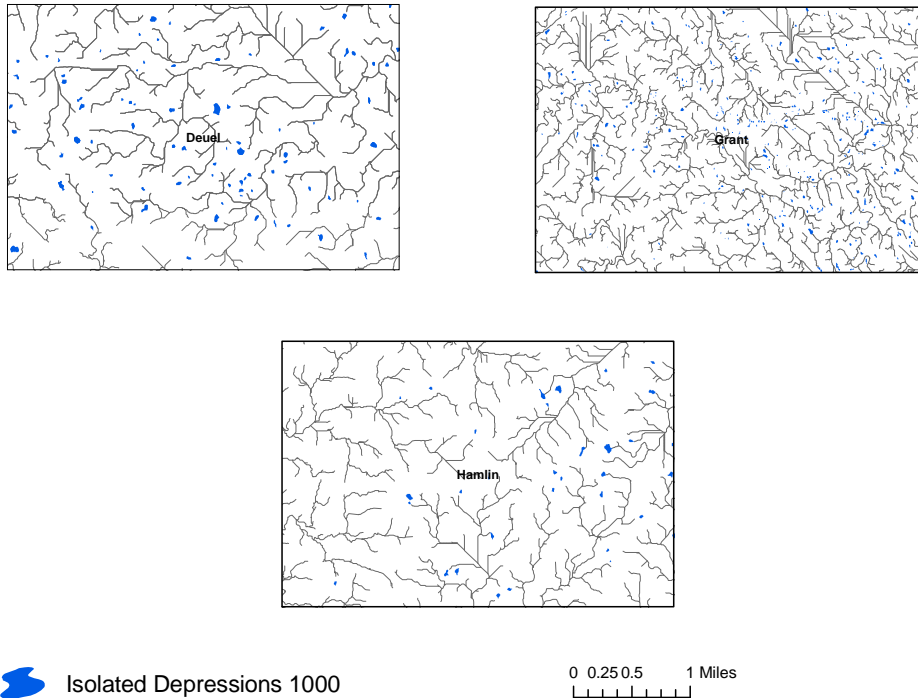 Deuel
Grant
Hamlin
Isolated Depressions 1000
0 0.25 0.5 1 Miles